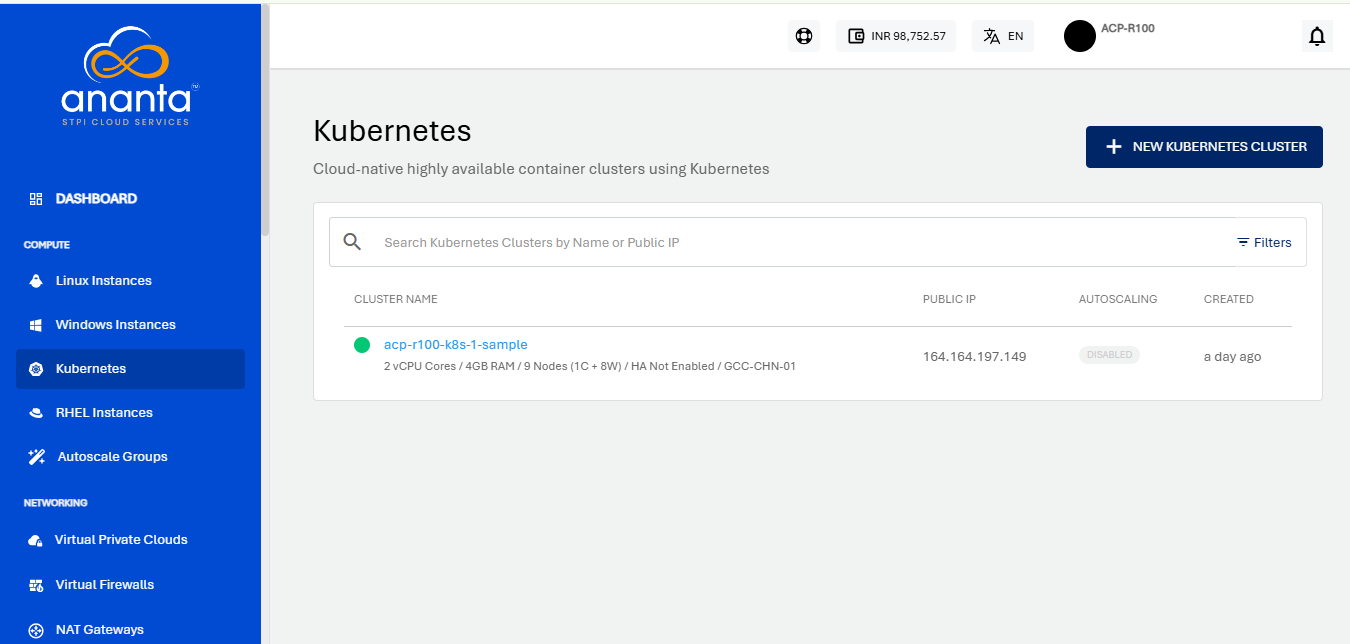 ananta TM
STPI CLOUD SERVICES
DASHBOARD
COMPUTE
Linux Instances
Windows Instances
Kubernetes
RHEL Instances
Autoscale Groups
NETWORKING
Virtual Private Clouds
Virtual Firewalls
NAT Gateways
INR 98,752.57
EN
ACP-R100
Kubernetes
Cloud-native highly available container clusters using Kubernetes
NEW KUBERNETES CLUSTER
Search Kubernetes Clusters by Name or Public IP
Filters
CLUSTER NAME PUBLIC IP AUTOSCALING CREATED
acp-r100-k8s-1-sample
2 vCPU Cores / 4GB RAM / 9 Nodes (1C + 8W) / HA Not Enabled / GCC-CHN-01
164.164.197.149 DISABLED a day ago